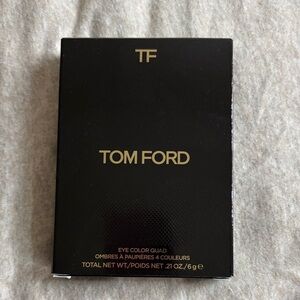 TF
TOM FORD
EYE COLOR QUAD
OMBRES À PAUPIÈRES 4 COULEURS
TOTAL NET WT./POIDS NET .21 OZ./6 g ℮